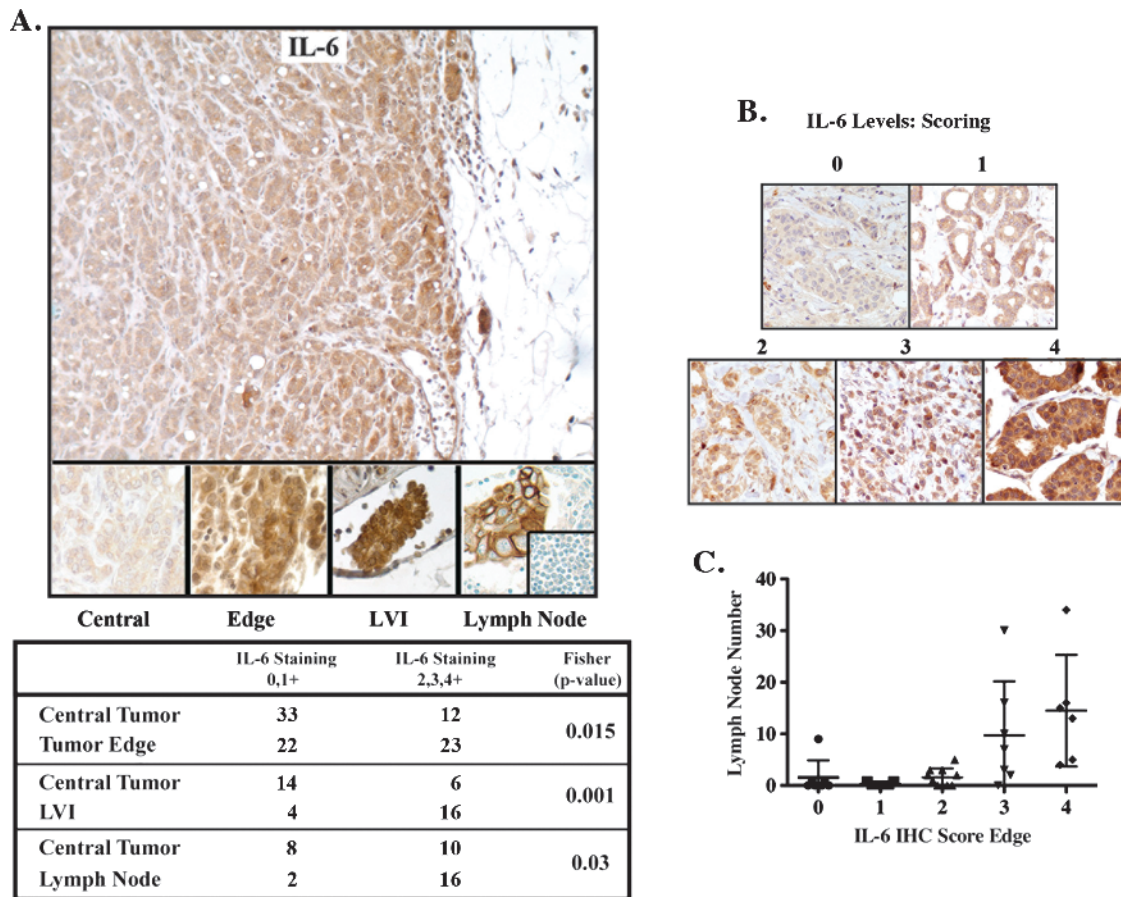 A.
IL-6
Central Edge LVI Lymph Node
IL-6 Staining 0,1+ IL-6 Staining 2,3,4+ Fisher (p-value)
Central Tumor 33 12 0.015
Tumor Edge 22 23
Central Tumor 14 6 0.001
LVI 4 16
Central Tumor 8 10 0.03
Lymph Node 2 16
B.
IL-6 Levels: Scoring
0 1
2 3 4
C.
Lymph Node Number
40
30
20
10
0
0 1 2 3 4
IL-6 IHC Score Edge